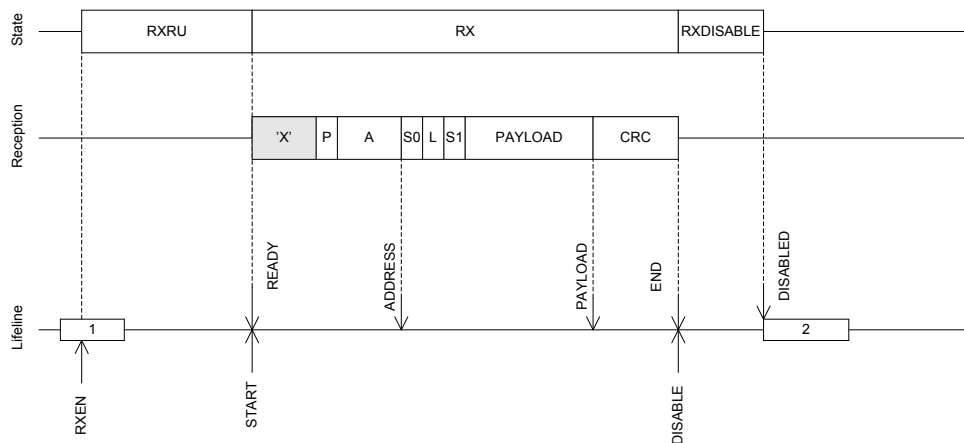 State
RXRU
RX
RXDISABLE
Reception
’X’
P
A
S0
L
S1
PAYLOAD
CRC
READY
ADDRESS
PAYLOAD
END
DISABLED
Lifeline
1
2
RXEN
START
DISABLE